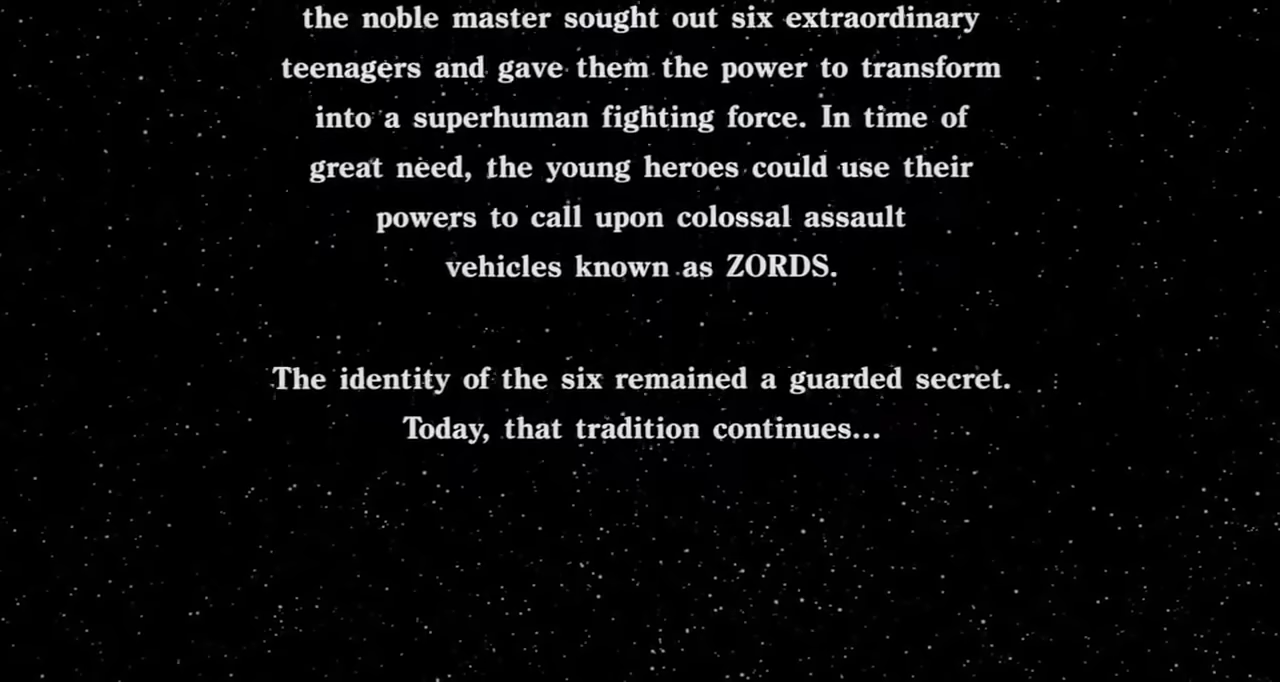 the noble master sought out six extraordinary
teenagers and gave them the power to transform
into a superhuman fighting force. In time of
great need, the young heroes could use their
powers to call upon colossal assault
vehicles known as ZORDS.
The identity of the six remained a guarded secret.
Today, that tradition continues...